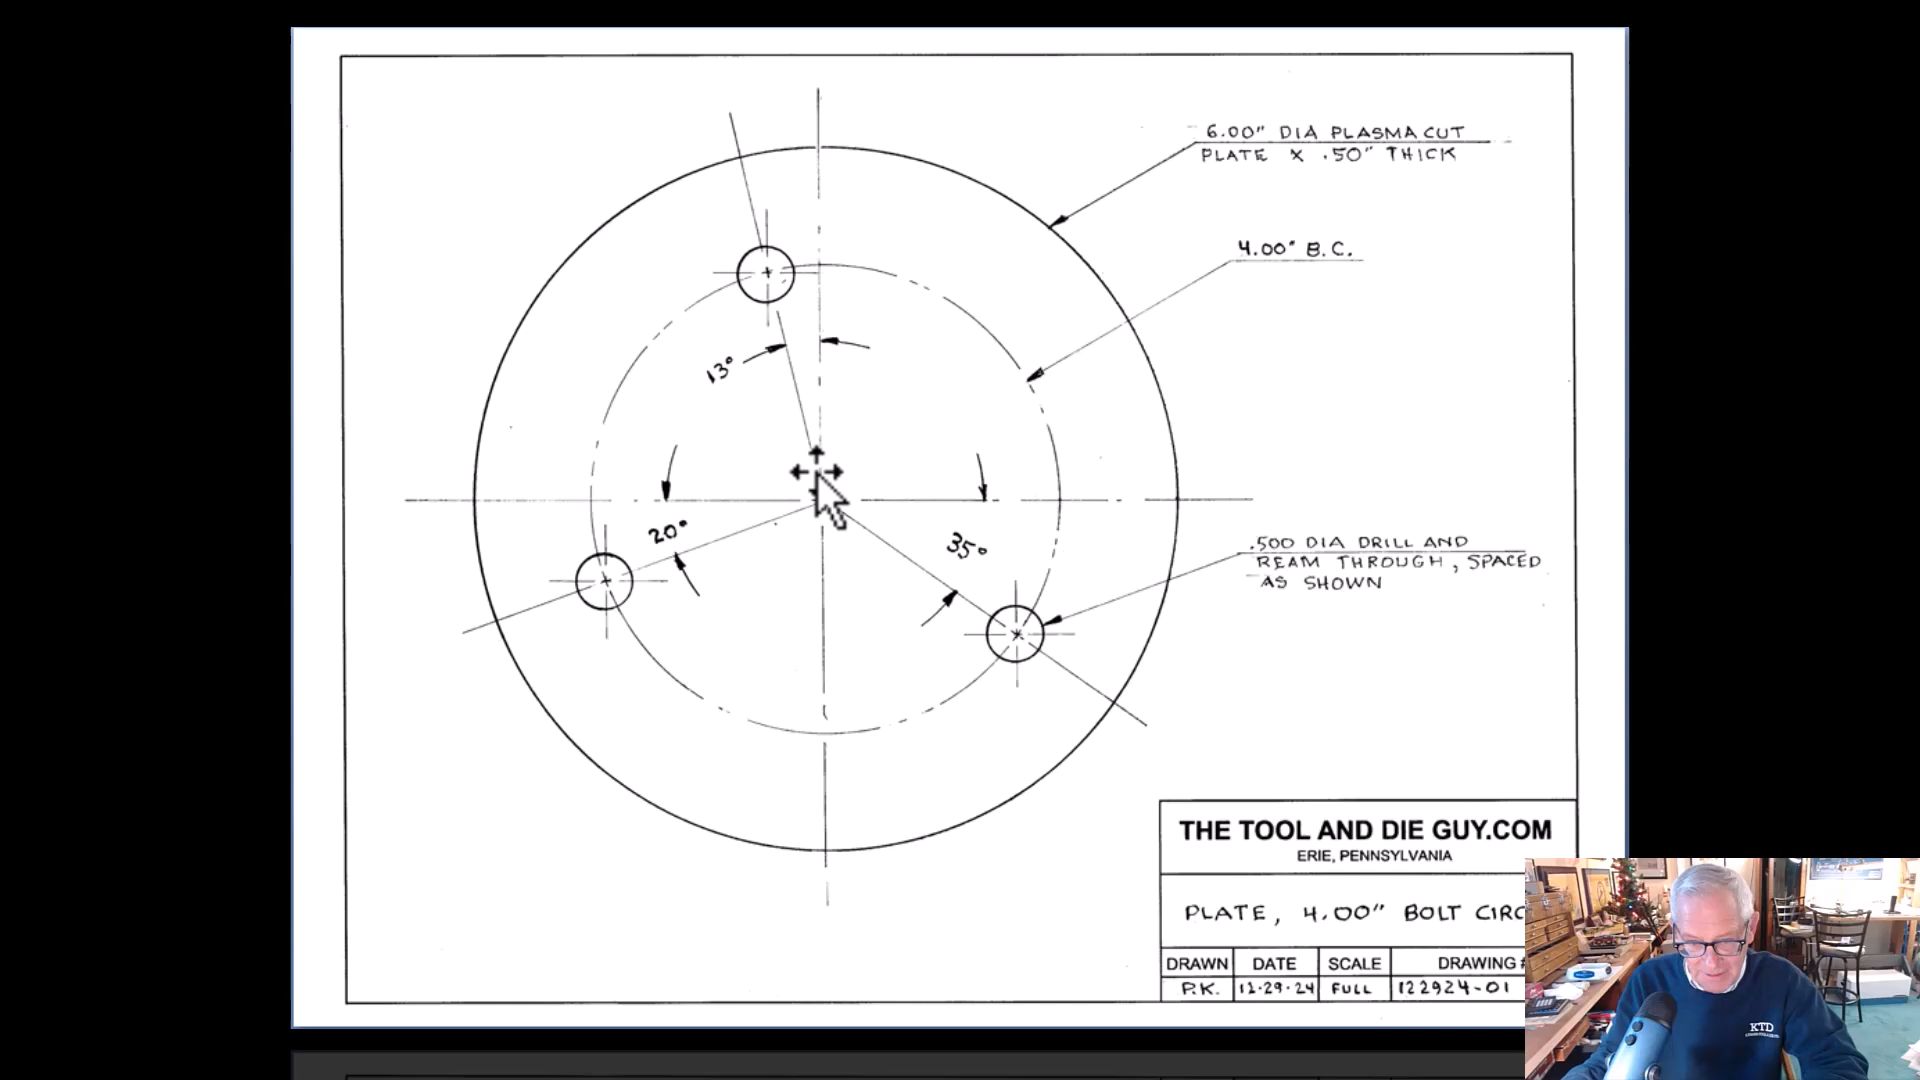 6.00" DIA PLASMA CUT
PLATE X .50" THICK
4.00" B.C.
13°
20°
35°
.500 DIA DRILL AND
REAM THROUGH, SPACED
AS SHOWN
THE TOOL AND DIE GUY.COM
ERIE, PENNSYLVANIA
PLATE, 4.00" BOLT CIRC
DRAWN DATE SCALE DRAWING #
P.K. 12-29-24 FULL 122924-01
KTD